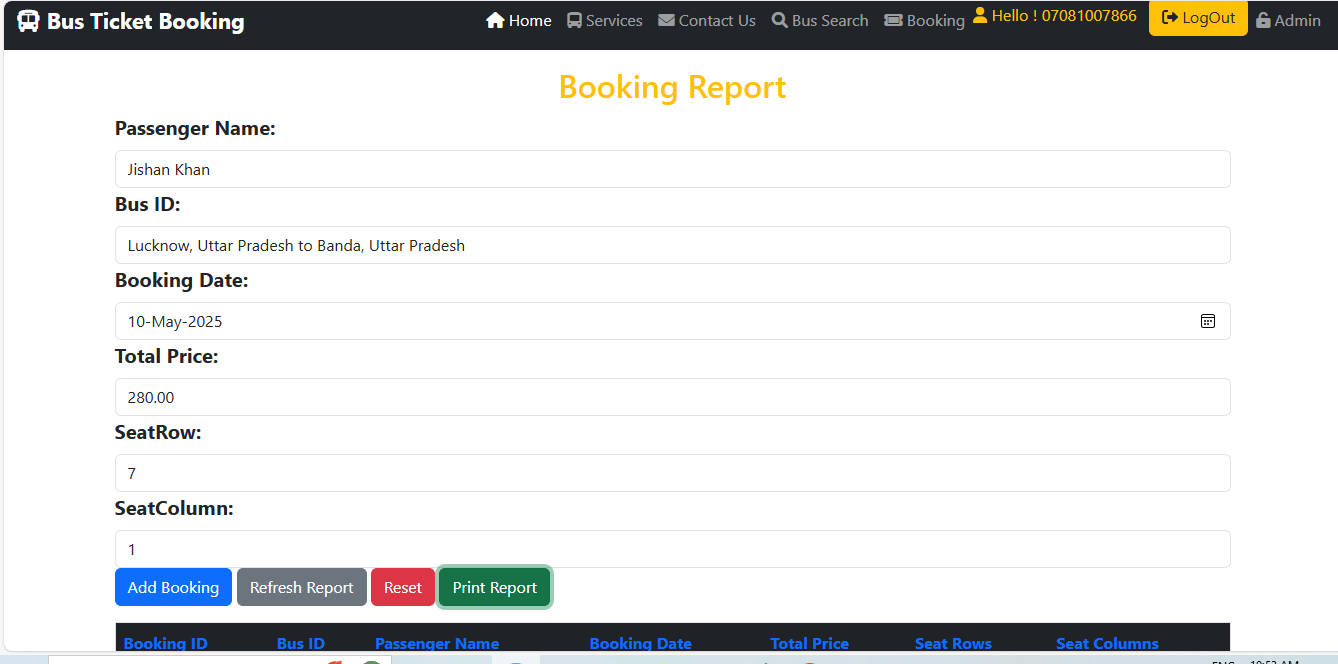 Bus Ticket Booking Home Services Contact Us Bus Search Booking Hello ! 07081007866 LogOut Admin
Booking Report
Passenger Name:
Jishan Khan
Bus ID:
Lucknow, Uttar Pradesh to Banda, Uttar Pradesh
Booking Date:
10-May-2025
Total Price:
280.00
SeatRow:
7
SeatColumn:
1
Add Booking Refresh Report Reset Print Report
Booking ID Bus ID Passenger Name Booking Date Total Price Seat Rows Seat Columns